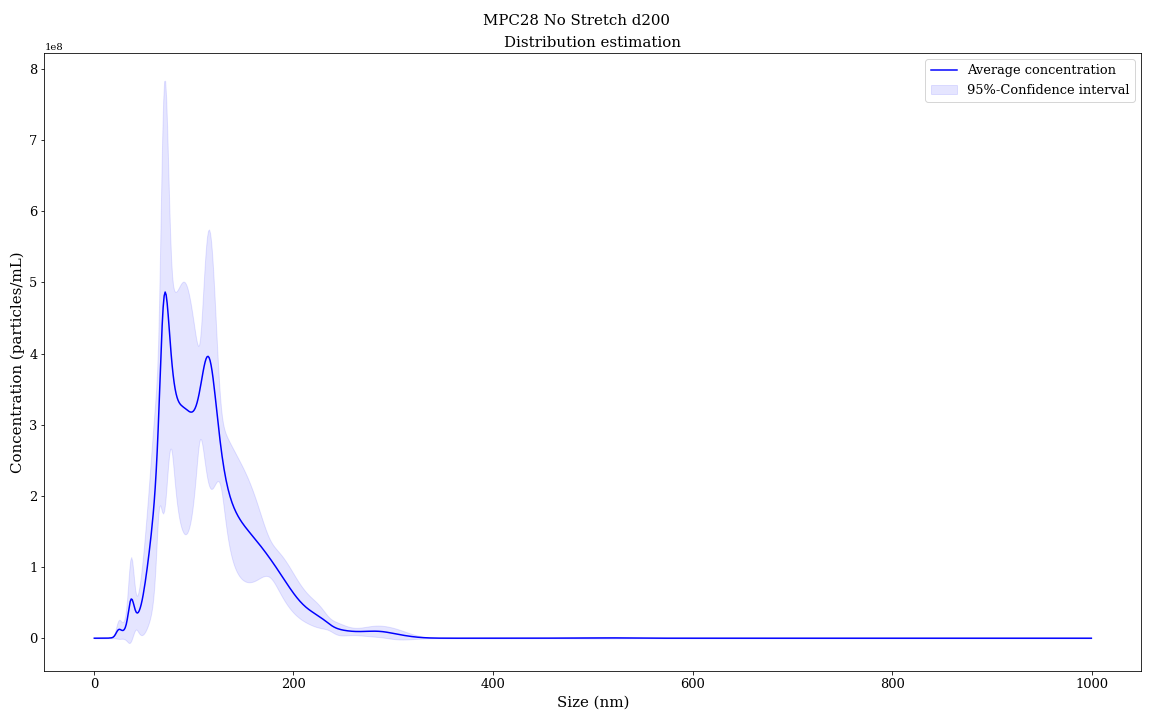 MPC28 No Stretch d200
Distribution estimation
1e8
Average concentration
95%-Confidence interval
8
7
6
5
4
3
2
1
0
Concentration (particles/mL)
0 200 400 600 800 1000
Size (nm)